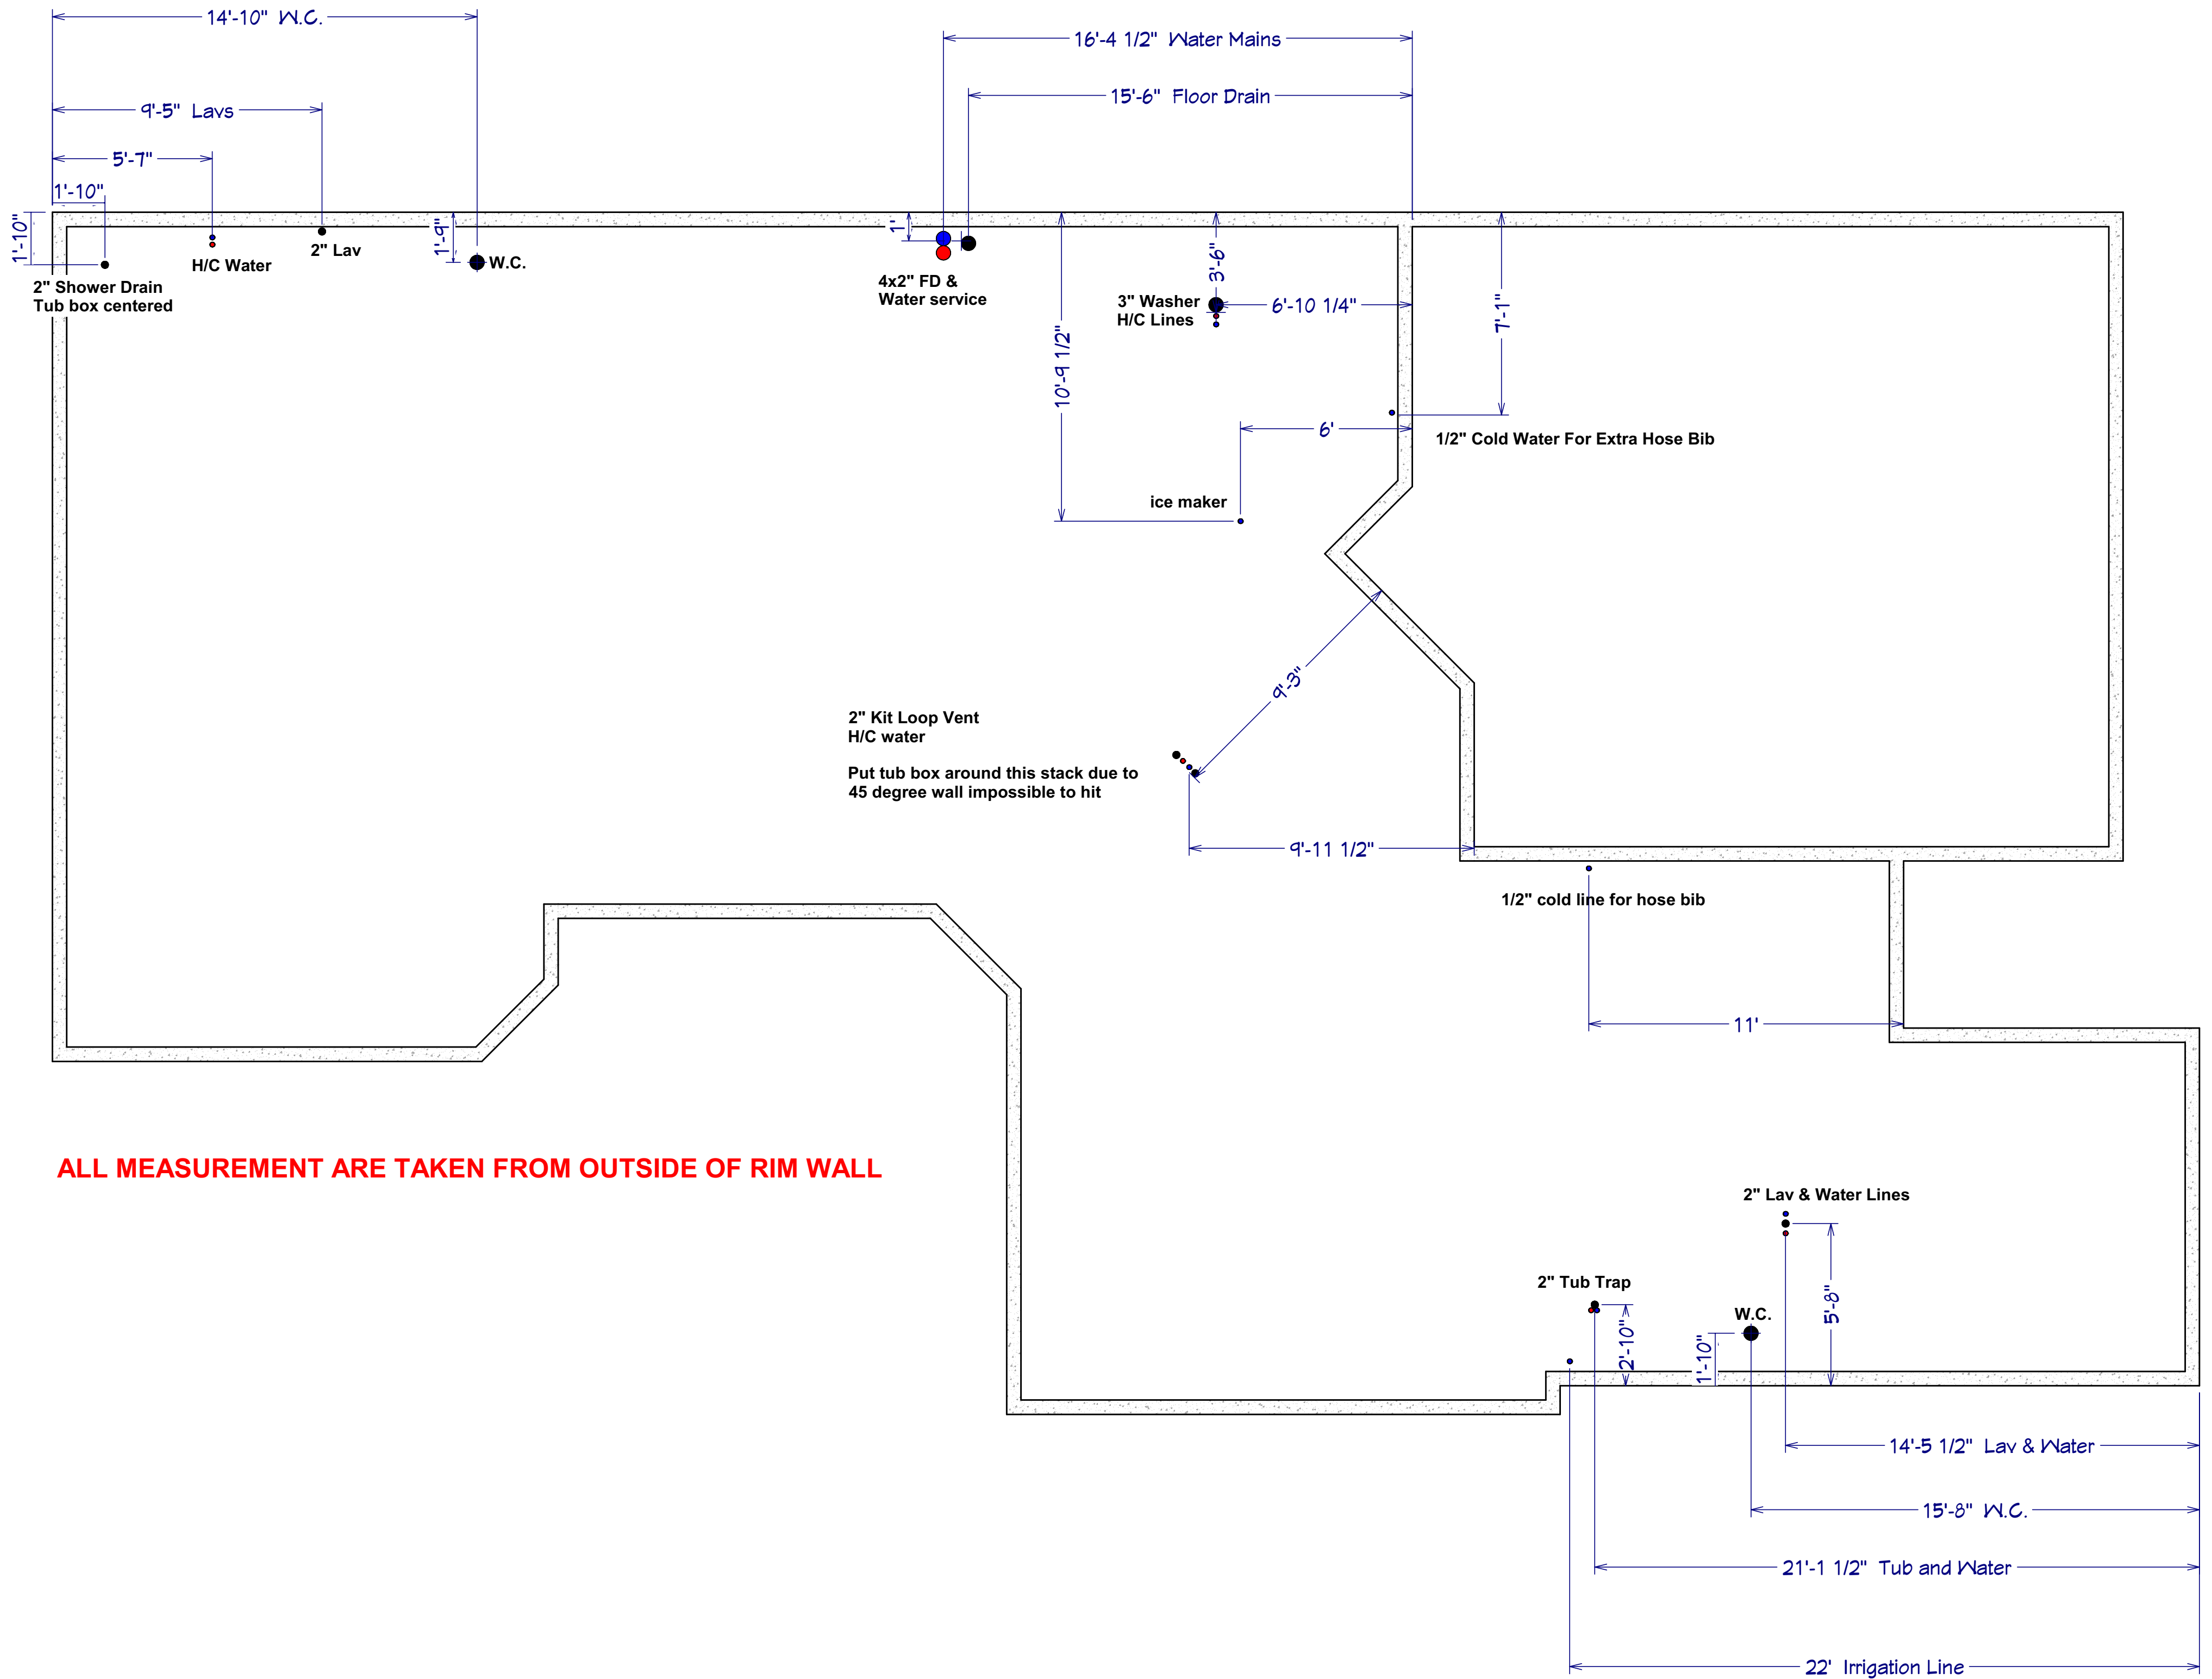 14'-10" W.C.
16'-4 1/2" Water Mains
15'-6" Floor Drain
9'-5" Lavs
5'-7"
1'-10"
1'-10"
2" Shower Drain
Tub box centered
H/C Water
2" Lav
1'-9"
W.C.
1'
4x2" FD &
Water service
3'-6"
3" Washer
H/C Lines
6'-10 1/4"
7'-1"
10'-9 1/2"
6'
1/2" Cold Water For Extra Hose Bib
ice maker
9'-3"
2" Kit Loop Vent
H/C water
Put tub box around this stack due to
45 degree wall impossible to hit
9'-11 1/2"
1/2" cold line for hose bib
11'
ALL MEASUREMENT ARE TAKEN FROM OUTSIDE OF RIM WALL
2" Lav & Water Lines
2" Tub Trap
5'-8"
W.C.
2'-10"
1'-10"
14'-5 1/2" Lav & Water
15'-8" W.C.
21'-1 1/2" Tub and Water
22' Irrigation Line